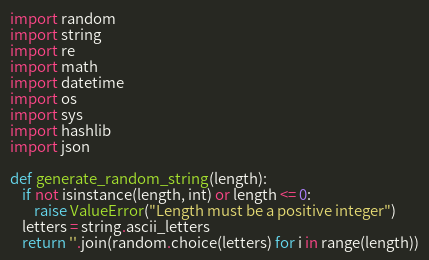 import random
import string
import re
import math
import datetime
import os
import sys
import hashlib
import json

def generate_random_string(length):
    if not isinstance(length, int) or length <= 0:
        raise ValueError("Length must be a positive integer")
    letters = string.ascii_letters
    return ''.join(random.choice(letters) for i in range(length))